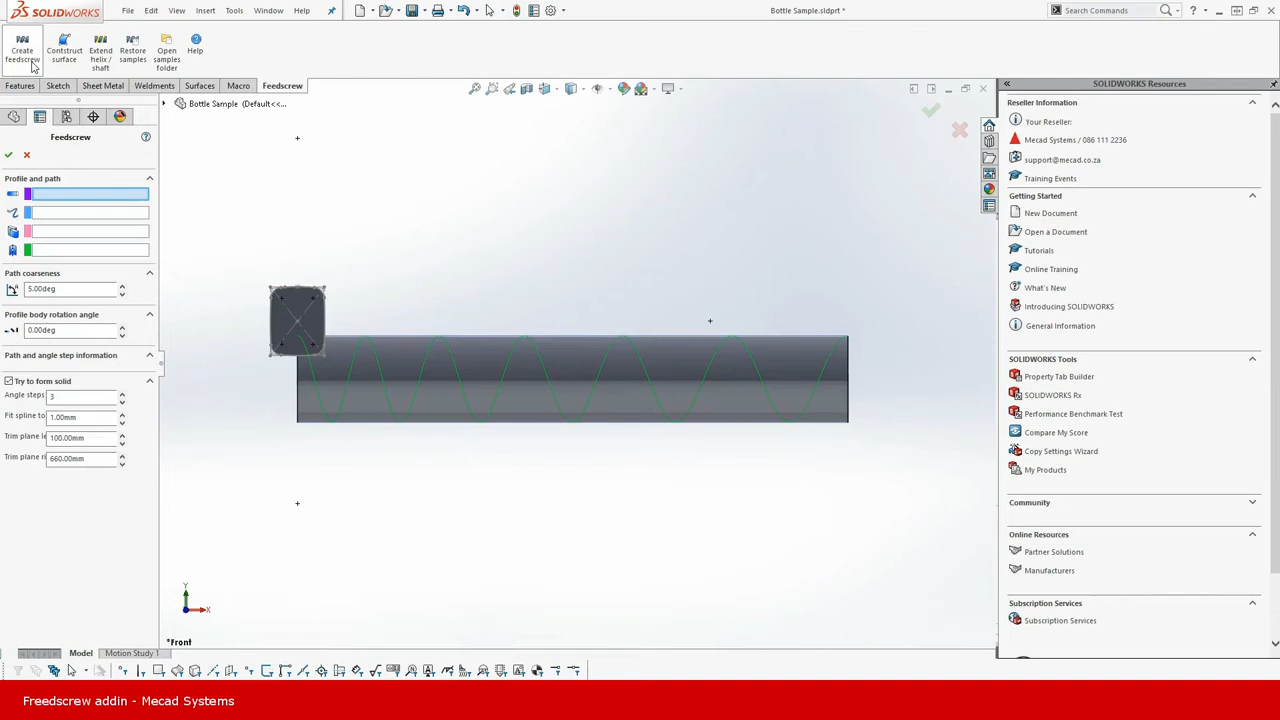 SOLIDWORKS
File Edit View Insert Tools Window Help
Bottle Sample.sldprt *
Search Commands
Create feedscrew
Contstruct surface
Extend helix / shaft
Restore samples
Open samples folder
Help
Features Sketch Sheet Metal Weldments Surfaces Macro Feedscrew
Bottle Sample (Default<<...
Feedscrew
Profile and path
Path coarseness
5.00deg
Profile body rotation angle
0.00deg
Path and angle step information
Try to form solid
Angle steps 3
Fit spline to 1.00mm
Trim plane le 100.00mm
Trim plane ri 660.00mm
Y
X
*Front
Model Motion Study 1
SOLIDWORKS Resources
Reseller Information
Your Reseller:
Mecad Systems / 086 111 2236
support@mecad.co.za
Training Events
Getting Started
New Document
Open a Document
Tutorials
Online Training
What's New
Introducing SOLIDWORKS
General Information
SOLIDWORKS Tools
Property Tab Builder
SOLIDWORKS Rx
Performance Benchmark Test
Compare My Score
Copy Settings Wizard
My Products
Community
Online Resources
Partner Solutions
Manufacturers
Subscription Services
Subscription Services
Freedscrew addin - Mecad Systems